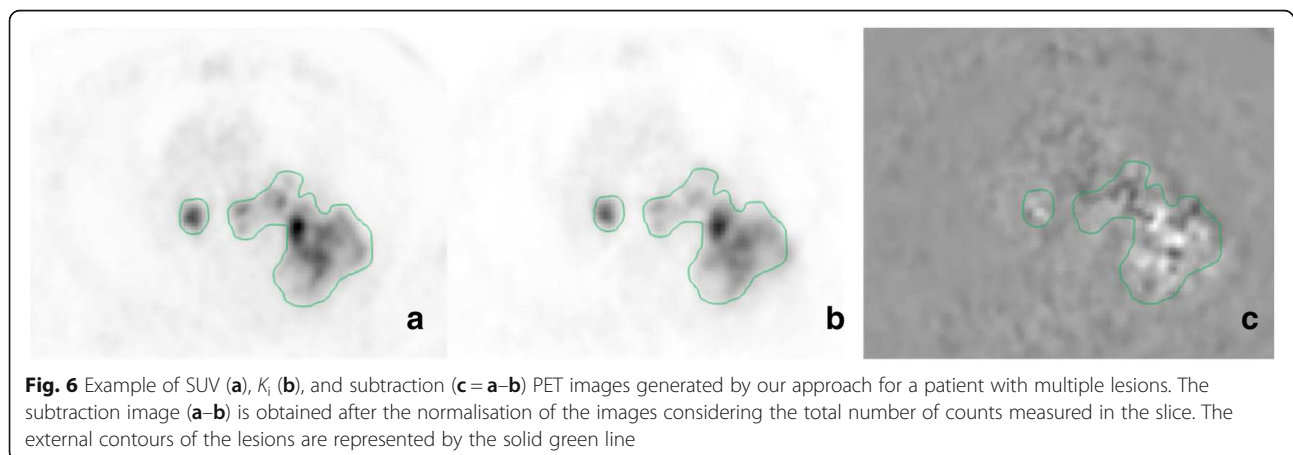 a b c
Fig. 6 Example of SUV (a), Ki (b), and subtraction (c = a–b) PET images generated by our approach for a patient with multiple lesions. The
subtraction image (a–b) is obtained after the normalisation of the images considering the total number of counts measured in the slice. The
external contours of the lesions are represented by the solid green line